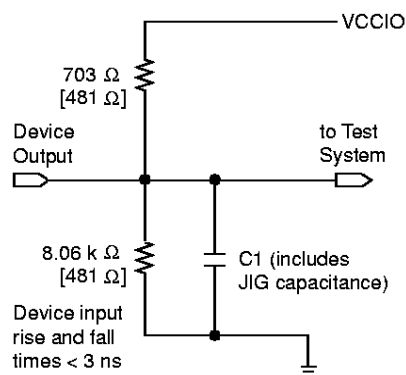 VCCIO
703 Ω
[481 Ω]
Device
Output
to Test
System
8.06 k Ω
[481 Ω]
C1 (includes
JIG capacitance)
Device input
rise and fall
times < 3 ns